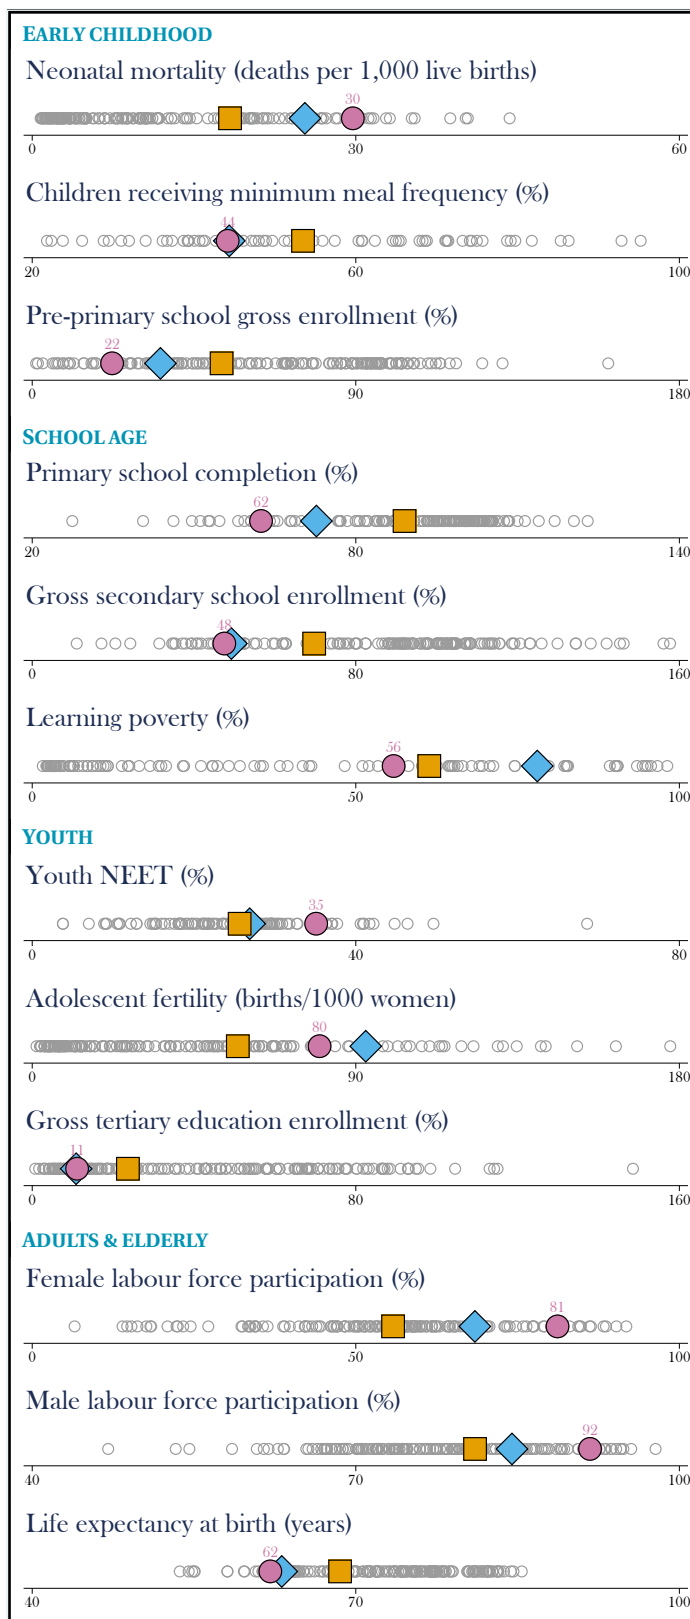 EARLY CHILDHOOD
Neonatal mortality (deaths per 1,000 live births)
30
0 30 60
Children receiving minimum meal frequency (%)
44
20 60 100
Pre-primary school gross enrollment (%)
22
0 90 180
SCHOOL AGE
Primary school completion (%)
62
20 80 140
Gross secondary school enrollment (%)
48
0 80 160
Learning poverty (%)
56
0 50 100
YOUTH
Youth NEET (%)
35
0 40 80
Adolescent fertility (births/1000 women)
80
0 90 180
Gross tertiary education enrollment (%)
11
0 80 160
ADULTS & ELDERLY
Female labour force participation (%)
81
0 50 100
Male labour force participation (%)
92
40 70 100
Life expectancy at birth (years)
62
40 70 100